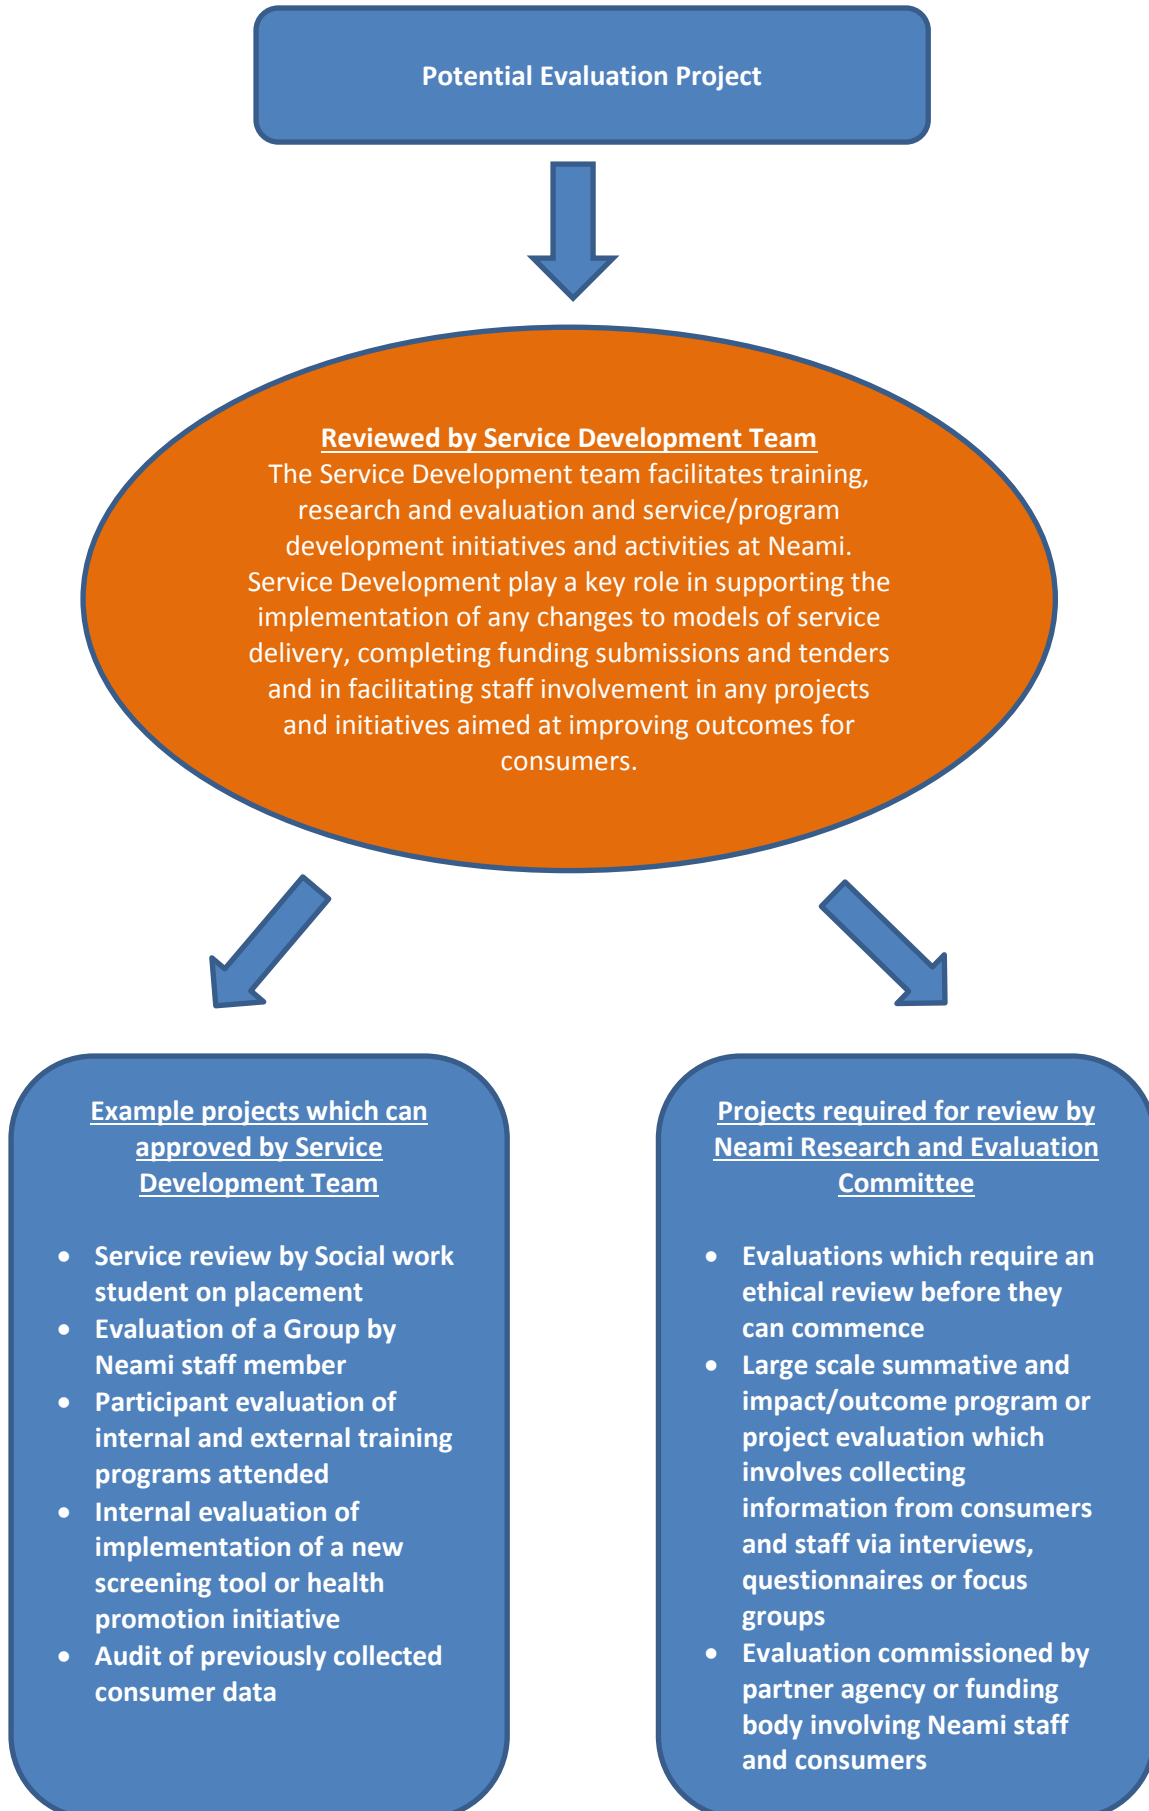 Potential Evaluation Project
Reviewed by Service Development Team
The Service Development team facilitates training,
research and evaluation and service/program
development initiatives and activities at Neami.
Service Development play a key role in supporting the
implementation of any changes to models of service
delivery, completing funding submissions and tenders
and in facilitating staff involvement in any projects
and initiatives aimed at improving outcomes for
consumers.
Example projects which can
approved by Service
Development Team
• Service review by Social work
student on placement
• Evaluation of a Group by
Neami staff member
• Participant evaluation of
internal and external training
programs attended
• Internal evaluation of
implementation of a new
screening tool or health
promotion initiative
• Audit of previously collected
consumer data
Projects required for review by
Neami Research and Evaluation
Committee
• Evaluations which require an
ethical review before they
can commence
• Large scale summative and
impact/outcome program or
project evaluation which
involves collecting
information from consumers
and staff via interviews,
questionnaires or focus
groups
• Evaluation commissioned by
partner agency or funding
body involving Neami staff
and consumers